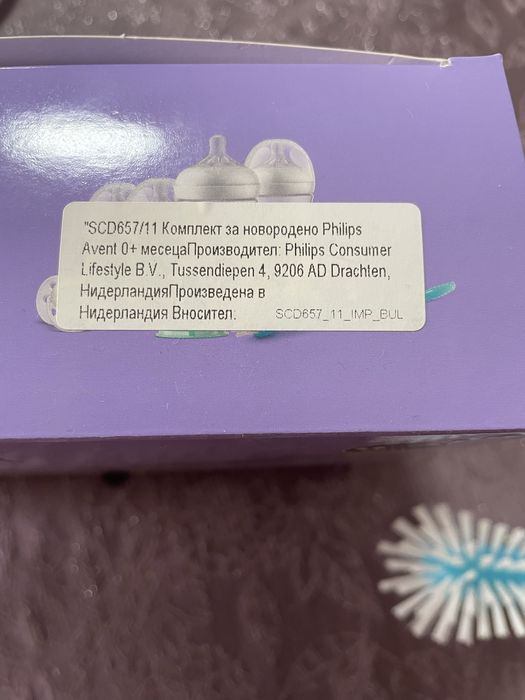 "SCD657/11 Комплект за новородено Philips
Avent 0+ месецаПроизводител: Philips Consumer
Lifestyle B.V., Tussendiepen 4, 9206 AD Drachten,
НидерландияПроизведена в
Нидерландия Вносител. SCD657_11_IMP_BUL